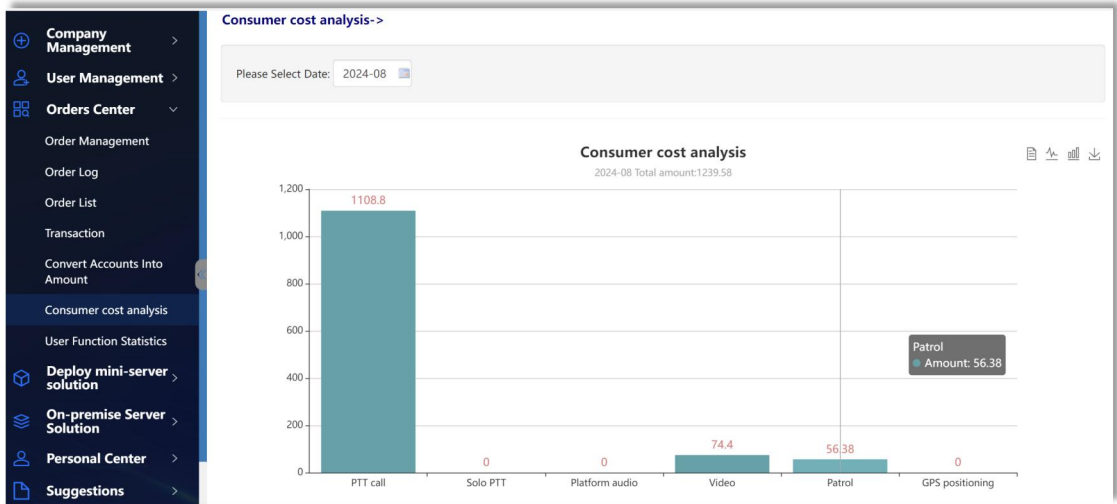 Consumer cost analysis->
Company
Management
User Management
Orders Center
Order Management
Order Log
Order List
Transaction
Convert Accounts Into
Amount
Consumer cost analysis
User Function Statistics
Deploy mini-server
solution
On-premise Server
Solution
Personal Center
Suggestions
Please Select Date: 2024-08
Consumer cost analysis
2024-08 Total amount:1239.58
1,200
1,000
800
600
400
200
0
1108.8
0
0
74.4
56.38
0
Patrol
Amount: 56.38
PTT call
Solo PTT
Platform audio
Video
Patrol
GPS positioning